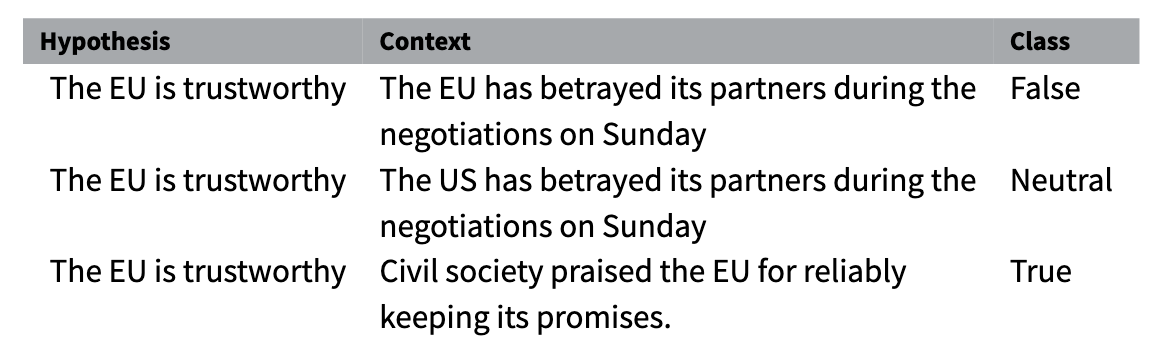 Hypothesis Context Class
The EU is trustworthy The EU has betrayed its partners during the False
negotiations on Sunday
The EU is trustworthy The US has betrayed its partners during the Neutral
negotiations on Sunday
The EU is trustworthy Civil society praised the EU for reliably True
keeping its promises.